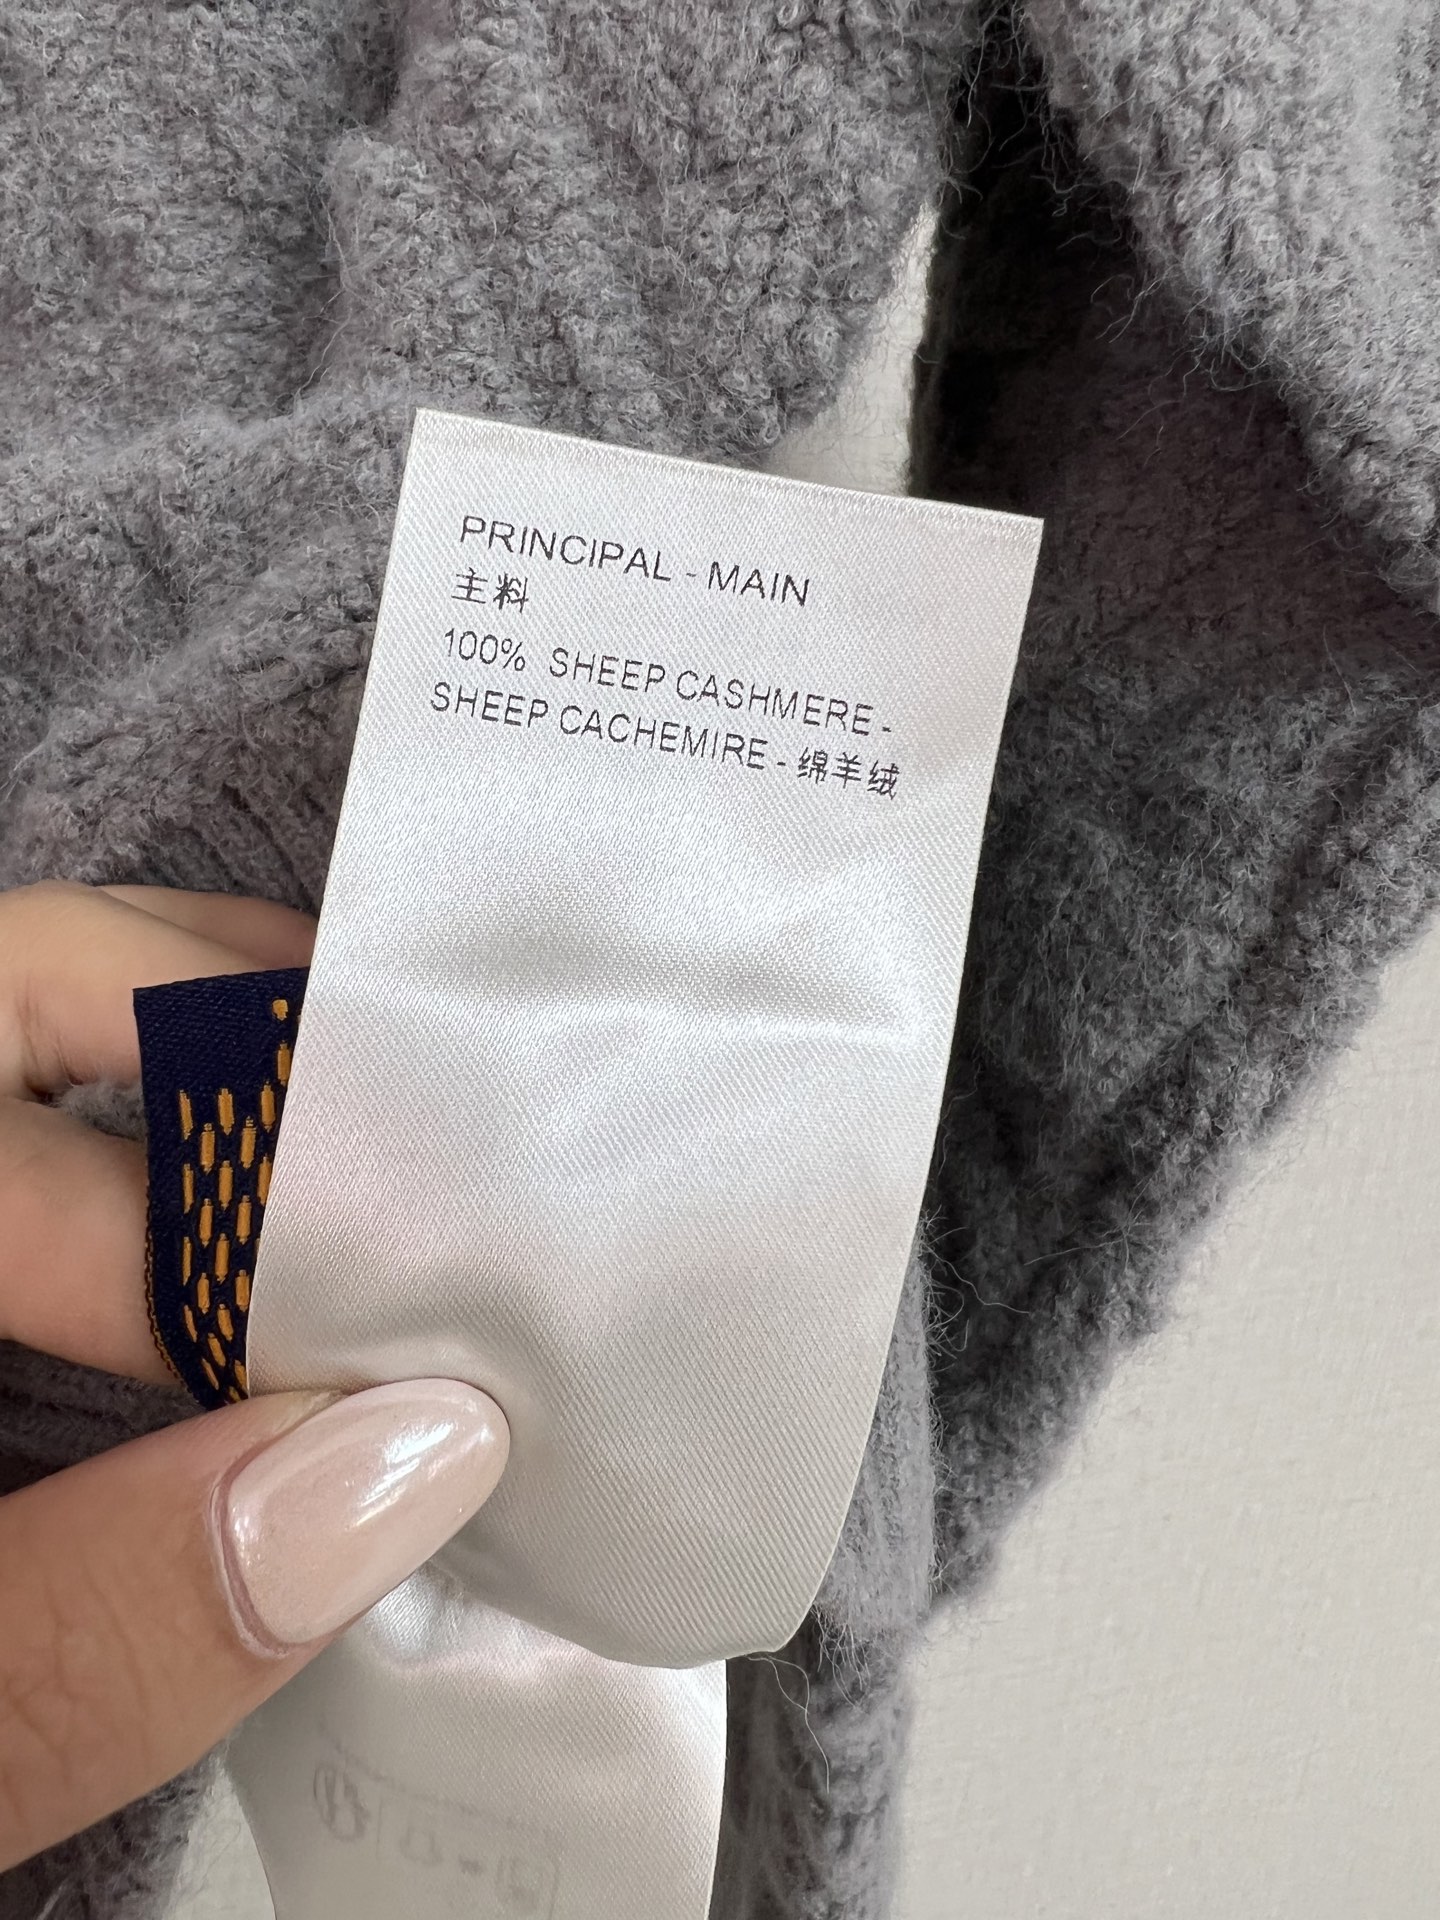 PRINCIPAL - MAIN
主料
100% SHEEP CASHMERE -
SHEEP CACHEMIRE - 绵羊绒